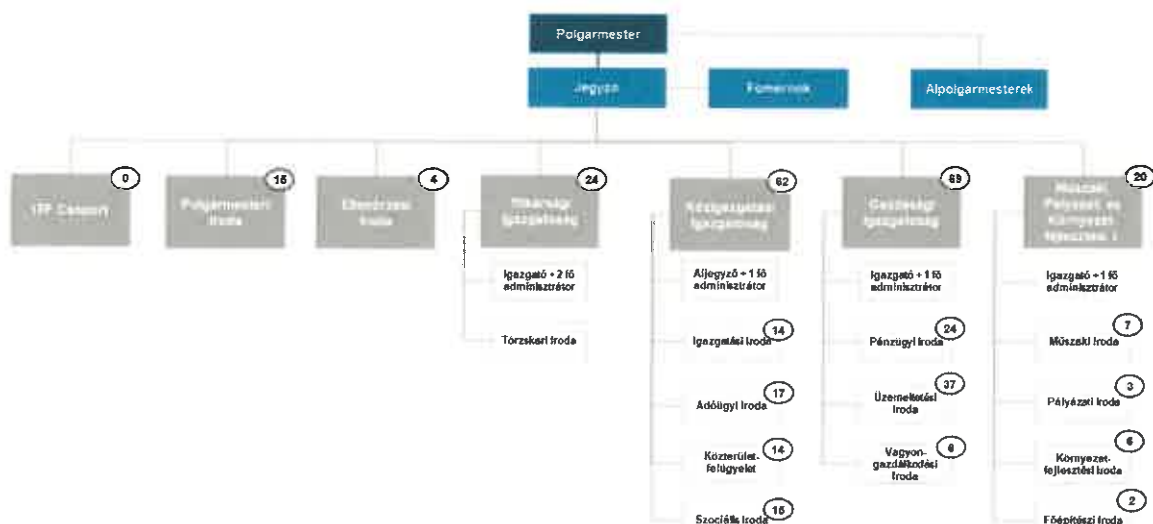 Polgarmester
Jegyző
Főmérnök
Alpolgarmesterek
0
15
4
24
62
69
20
ITP Csoport
Polgármesteri
Iroda
Ellenőrzési
Iroda
Titkársági
Igazgatóság
Közigazgatási
Igazgatóság
Gazdasági
Igazgatóság
Műszaki
Pályázati és
Környezet
fejlesztési I
Igazgató + 2 fő
adminisztrátor
Aljegyző + 1 fő
adminisztrátor
Igazgató + 1 fő
adminisztrátor
Igazgató + 1 fő
adminisztrátor
Törzskari Iroda
Igazgatási Iroda
14
Pénzügyi Iroda
24
Műszaki Iroda
7
Adóügyi Iroda
17
Üzemeltetési
Iroda
37
Pályázati Iroda
3
Közterület-
felügyelet
14
Vagyon-
gazdálkodási
Iroda
6
Környezet-
fejlesztési Iroda
6
Szociális Iroda
15
Főépítészi Iroda
2